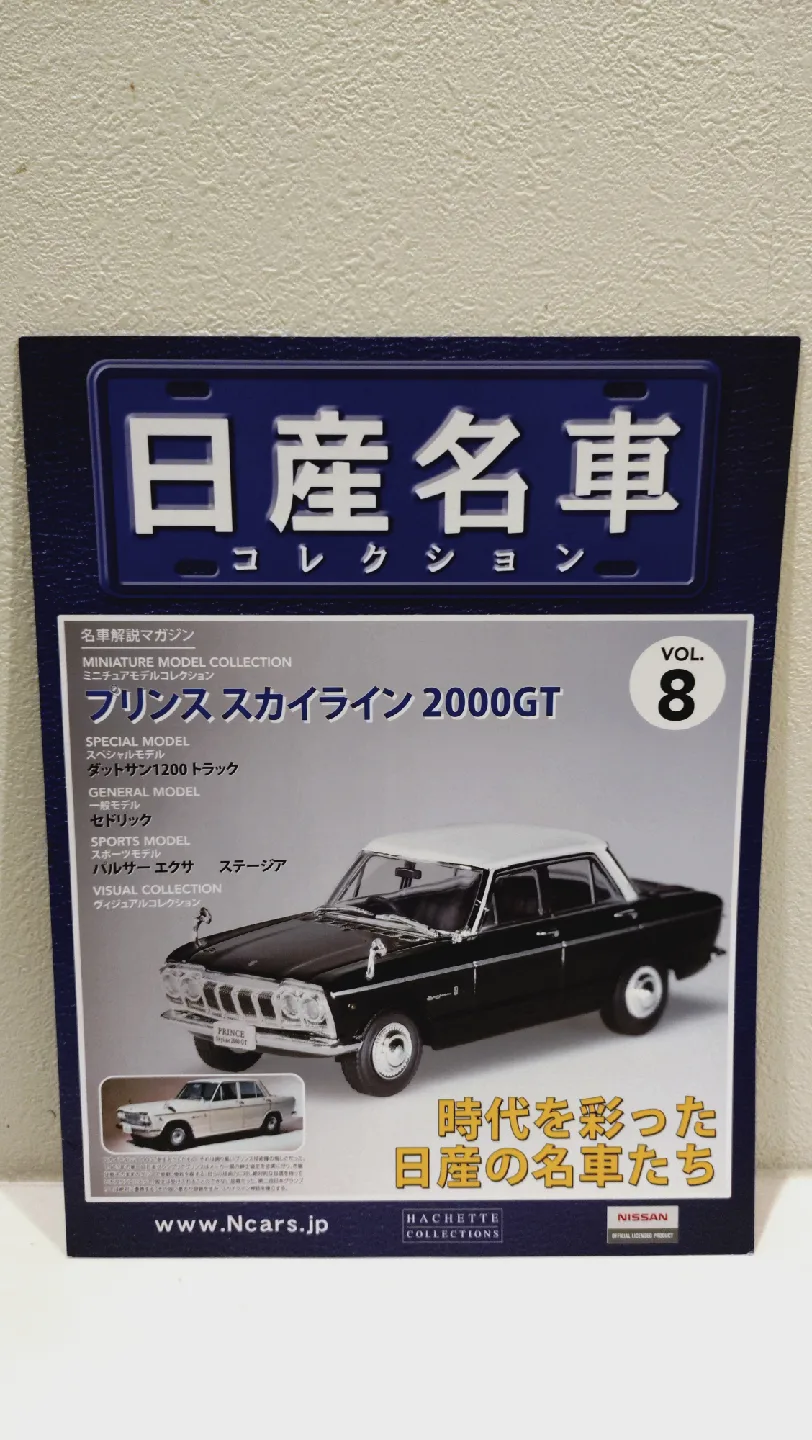 日産名車
コレクション
名車解説マガジン
MINIATURE MODEL COLLECTION
ミニチュアモデルコレクション
プリンス スカイライン 2000GT
VOL.
8
SPECIAL MODEL
スペシャルモデル
ダットサン1200 トラック
GENERAL MODEL
一般モデル
セドリック
SPORTS MODEL
スポーツモデル
パルサー エクサ ステージア
VISUAL COLLECTION
ヴィジュアルコレクション
PRINCE
Skyline 2000GT
時代を彩った
日産の名車たち
www.Ncars.jp
HACHETTE
COLLECTIONS
NISSAN
OFFICIAL LICENSED PRODUCT